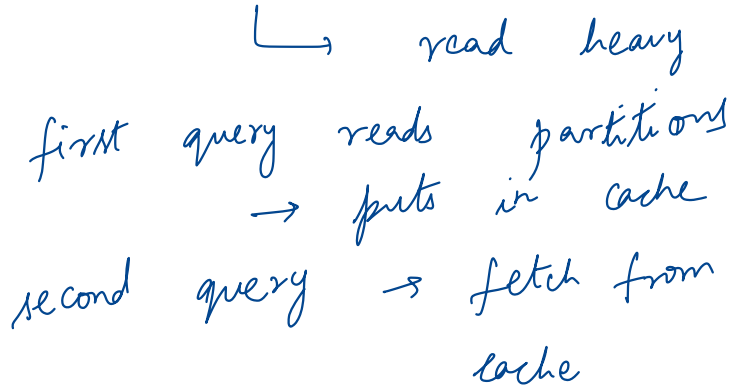 ↳ read heavy
first query reads partitions
→ puts in cache
second query → fetch from
cache